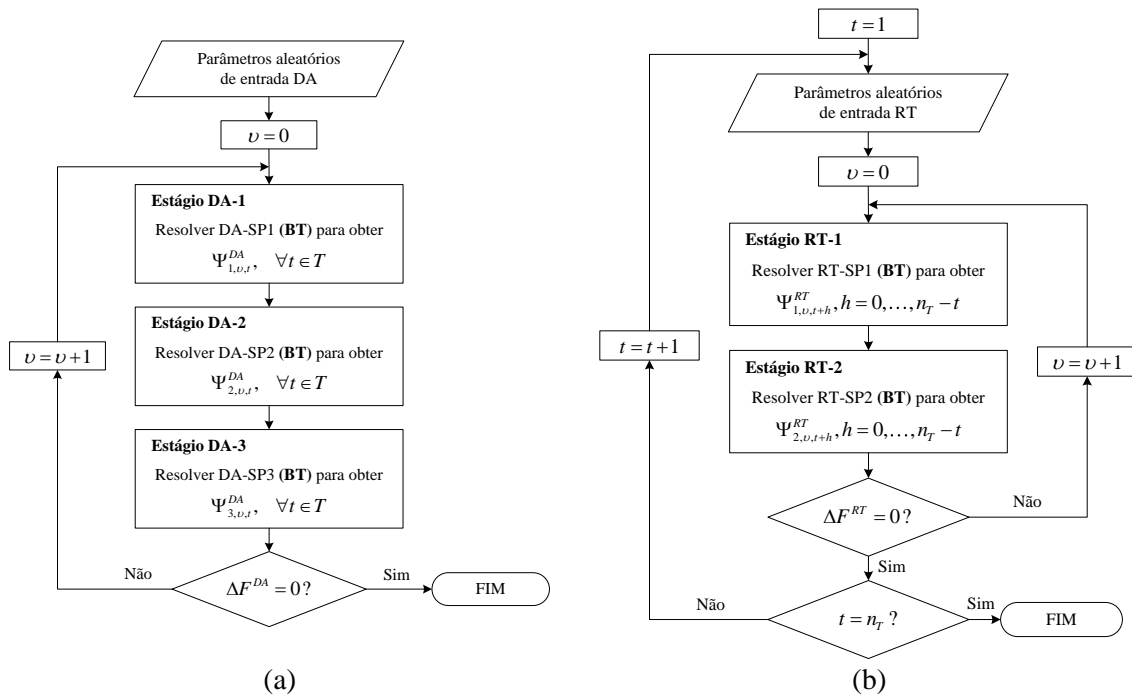 Parâmetros aleatórios
de entrada DA
υ = 0
Estágio DA-1
Resolver DA-SP1 (BT) para obter
Ψ^{DA}_{1,υ,t}, ∀t ∈ T
Estágio DA-2
Resolver DA-SP2 (BT) para obter
Ψ^{DA}_{2,υ,t}, ∀t ∈ T
υ = υ+1
Estágio DA-3
Resolver DA-SP3 (BT) para obter
Ψ^{DA}_{3,υ,t}, ∀t ∈ T
Não
ΔF^{DA} = 0?
Sim
FIM
(a)
t = 1
Parâmetros aleatórios
de entrada RT
υ = 0
Estágio RT-1
Resolver RT-SP1 (BT) para obter
Ψ^{RT}_{1,υ,t+h}, h = 0,…,n_T − t
t = t+1
Estágio RT-2
Resolver RT-SP2 (BT) para obter
Ψ^{RT}_{2,υ,t+h}, h = 0,…,n_T − t
υ = υ+1
ΔF^{RT} = 0?
Não
Sim
Não
t = n_T ?
Sim
FIM
(b)